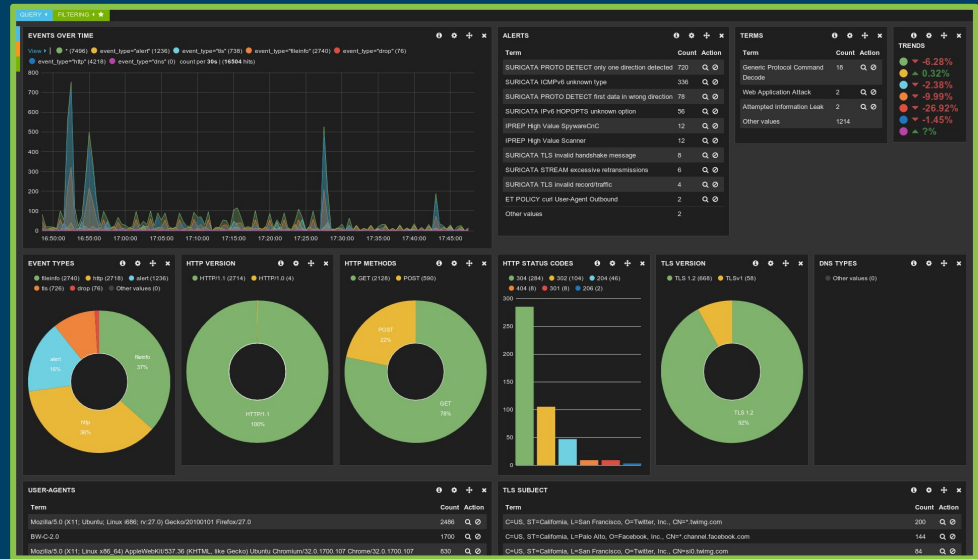 QUERY
FILTERING
EVENTS OVER TIME
View | * (7496) event_type="alert" (1236) event_type="tls" (738) event_type="fileinfo" (2740) event_type="drop" (76)
event_type="http" (4218) event_type="dns" (0) count per 30s | (16504 hits)
800
700
600
500
400
300
200
100
0
16:50:00 16:55:00 17:00:00 17:05:00 17:10:00 17:15:00 17:20:00 17:25:00 17:30:00 17:35:00 17:40:00 17:45:00
ALERTS
Term Count Action
SURICATA PROTO DETECT only one direction detected 720
SURICATA ICMPv6 unknown type 336
SURICATA PROTO DETECT first data in wrong direction 78
SURICATA IPv6 HOPOPTS unknown option 56
IPREP High Value SpywareCnC 12
IPREP High Value Scanner 12
SURICATA TLS invalid handshake message 8
SURICATA STREAM excessive retransmissions 6
SURICATA TLS invalid record/traffic 4
ET POLICY curl User-Agent Outbound 2
Other values 2
TERMS
Term Count Action
Generic Protocol Command 18
Decode
Web Application Attack 2
Attempted Information Leak 2
Other values 1214
TRENDS
-6.28%
0.32%
-2.38%
-9.99%
-26.92%
-1.45%
?%
EVENT TYPES
fileinfo (2740) http (2718) alert (1236)
tls (726) drop (76) Other values (0)
fileinfo
37%
http
36%
alert
16%
HTTP VERSION
HTTP/1.1 (2714) HTTP/1.0 (4)
HTTP/1.1
100%
HTTP METHODS
GET (2128) POST (590)
POST
22%
GET
78%
HTTP STATUS CODES
304 (284) 302 (104) 204 (46)
404 (8) 301 (8) 206 (2)
300
250
200
150
100
50
0
TLS VERSION
TLS 1.2 (668) TLSv1 (58)
TLS 1.2
92%
DNS TYPES
Other values (0)
USER-AGENTS
Term Count Action
Mozilla/5.0 (X11; Ubuntu; Linux i686; rv:27.0) Gecko/20100101 Firefox/27.0 2486
BW-C-2.0 1700
Mozilla/5.0 (X11; Linux x86_64) AppleWebKit/537.36 (KHTML, like Gecko) Ubuntu Chromium/32.0.1700.107 Chrome/32.0.1700.107 830
TLS SUBJECT
Term Count Action
C=US, ST=California, L=San Francisco, O=Twitter, Inc., CN=*.twimg.com 200
C=US, ST=California, L=Palo Alto, O=Facebook, Inc., CN=*.channel.facebook.com 144
C=US, ST=California, L=San Francisco, O=Twitter, Inc., CN=si0.twimg.com 84